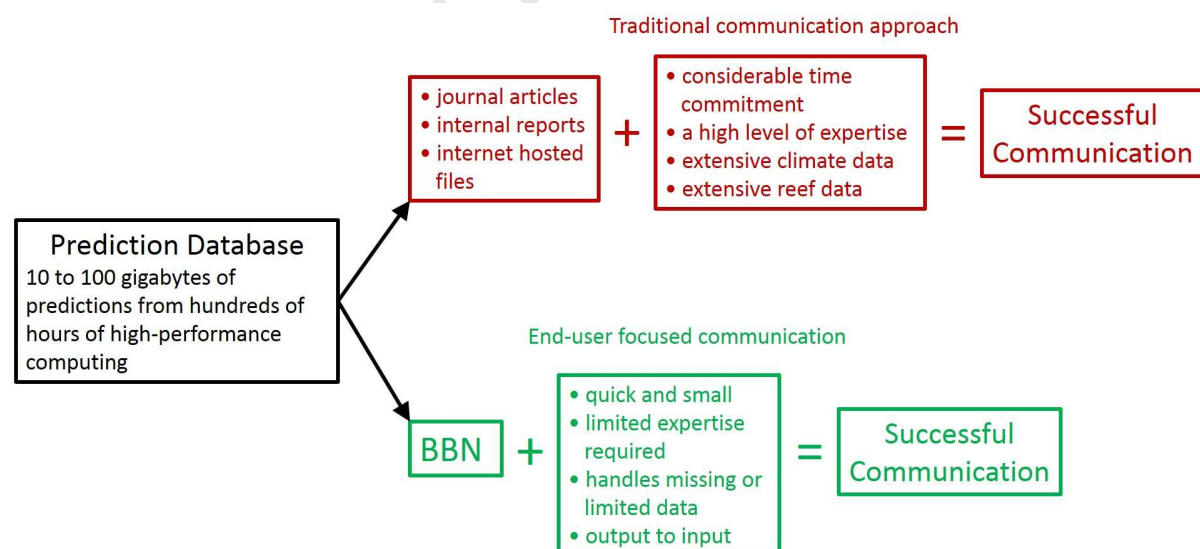 Traditional communication approach
• journal articles
• internal reports
• internet hosted
files
+
• considerable time
commitment
• a high level of expertise
• extensive climate data
• extensive reef data
=
Successful
Communication
Prediction Database
10 to 100 gigabytes of
predictions from hundreds of
hours of high-performance
computing
End-user focused communication
BBN
+
• quick and small
• limited expertise
required
• handles missing or
limited data
• output to input
=
Successful
Communication